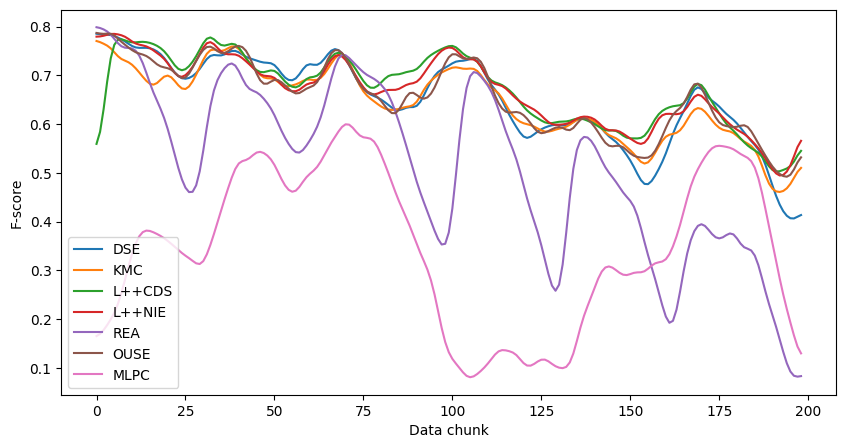 0.8
0.7
0.6
0.5
0.4
0.3
0.2
0.1
F-score
DSE
KMC
L++CDS
L++NIE
REA
OUSE
MLPC
0 25 50 75 100 125 150 175 200
Data chunk